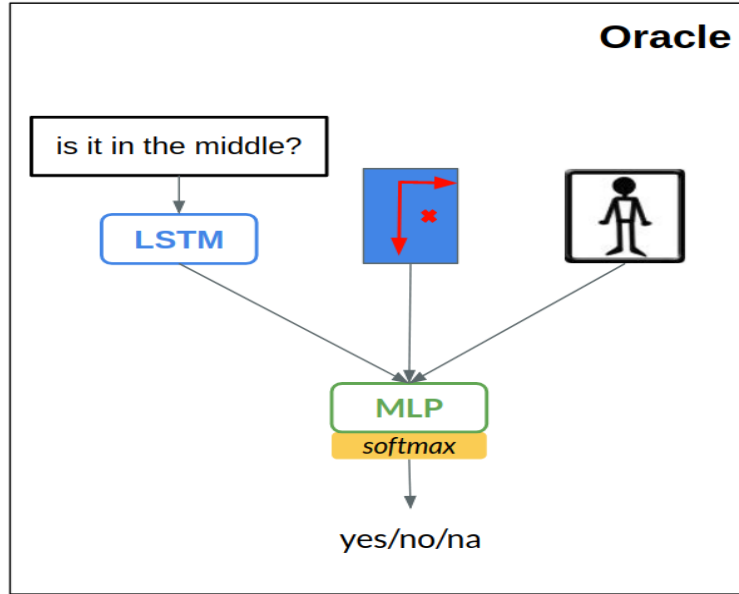 Oracle
is it in the middle?
LSTM
MLP
softmax
yes/no/na